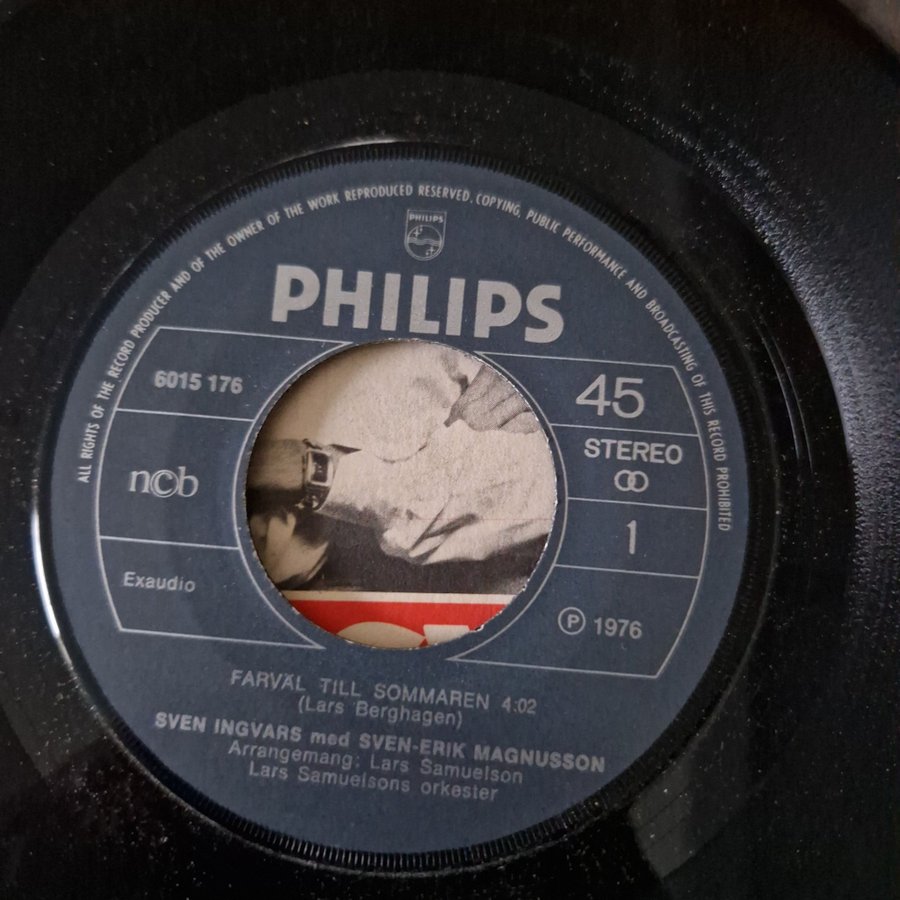 ALL RIGHTS OF THE RECORD PRODUCER AND OF THE OWNER OF THE WORK REPRODUCED RESERVED. COPYING, PUBLIC PERFORMANCE AND BROADCASTING OF THIS RECORD PROHIBITED
PHILIPS
PHILIPS
6015 176
45
STEREO
n©b
1
Exaudio
Ⓟ 1976
FARVÄL TILL SOMMAREN 4:02
(Lars Berghagen)
SVEN INGVARS med SVEN-ERIK MAGNUSSON
Arrangemang: Lars Samuelson
Lars Samuelsons orkester